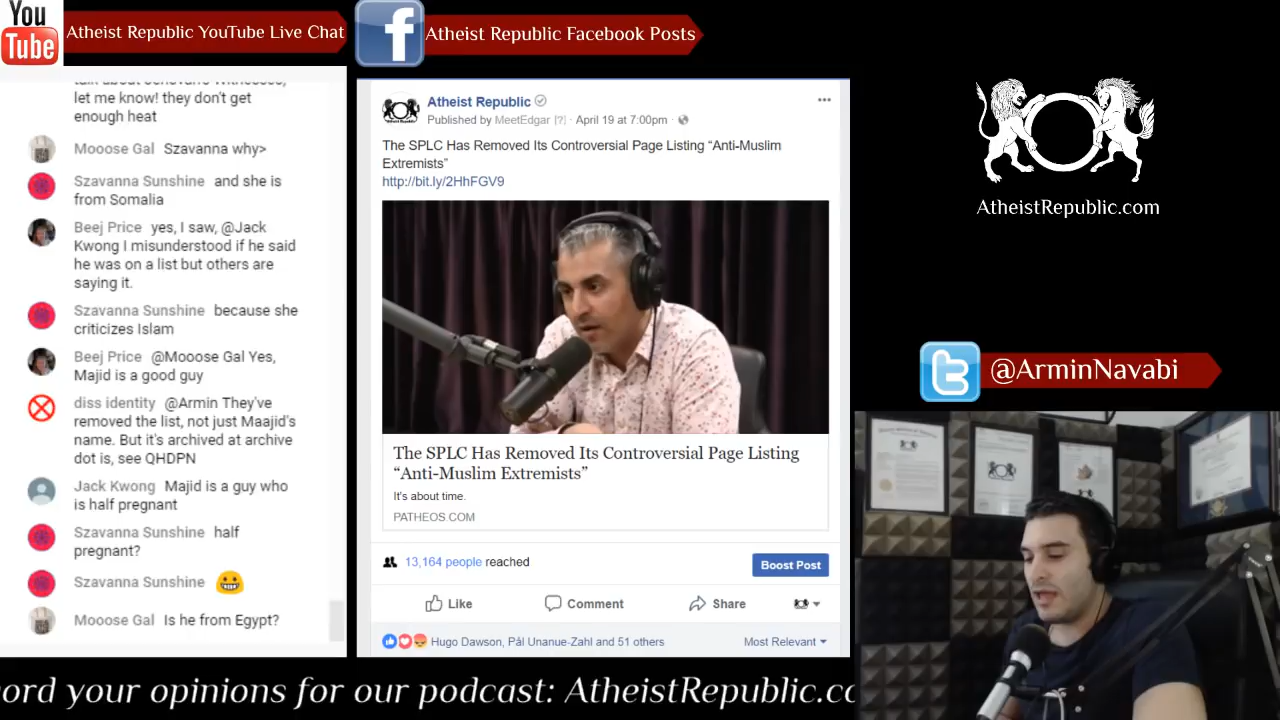 You
Tube
Atheist Republic YouTube Live Chat
f
Atheist Republic Facebook Posts
let me know! they don't get
enough heat
Mooose Gal Szavanna why>
Szavanna Sunshine and she is
from Somalia
Beej Price yes, I saw, @Jack
Kwong I misunderstood if he said
he was on a list but others are
saying it.
Szavanna Sunshine because she
criticizes Islam
Beej Price @Mooose Gal Yes,
Majid is a good guy
diss identity @Armin They've
removed the list, not just Maajid's
name. But it's archived at archive
dot is, see QHDPN
Jack Kwong Majid is a guy who
is half pregnant
Szavanna Sunshine half
pregnant?
Szavanna Sunshine
Mooose Gal Is he from Egypt?
Atheist Republic
Published by MeetEdgar [?] · April 19 at 7:00pm ·
The SPLC Has Removed Its Controversial Page Listing “Anti-Muslim
Extremists”
http://bit.ly/2HhFGV9
The SPLC Has Removed Its Controversial Page Listing
“Anti-Muslim Extremists”
It's about time.
PATHEOS.COM
13,164 people reached
Boost Post
Like
Comment
Share
Hugo Dawson, Pål Unanue-Zahl and 51 others
Most Relevant
AtheistRepublic.com
@ArminNavabi
ord your opinions for our podcast: AtheistRepublic.co